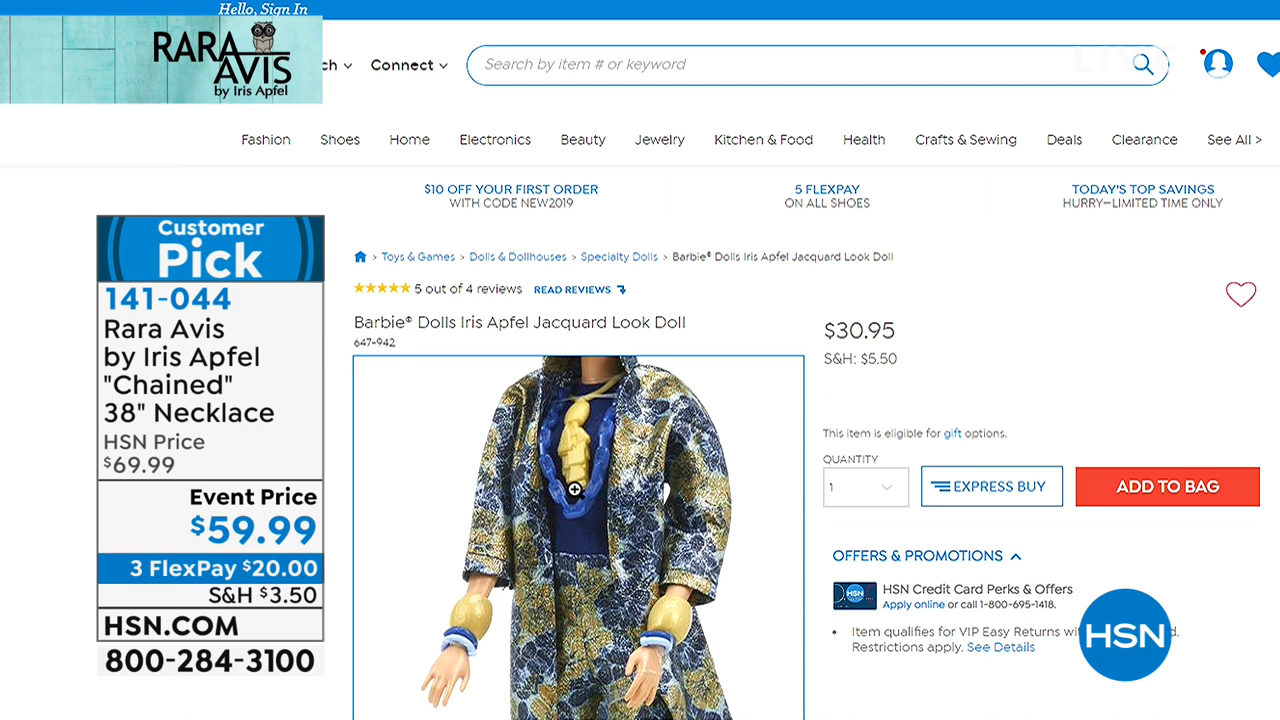 Hello, Sign In
RARA
AVIS
by Iris Apfel
ch
Connect
Search by item # or keyword
LIVE
Fashion Shoes Home Electronics Beauty Jewelry Kitchen & Food Health Crafts & Sewing Deals Clearance See All >
$10 OFF YOUR FIRST ORDER
WITH CODE NEW2019
5 FLEXPAY
ON ALL SHOES
TODAY'S TOP SAVINGS
HURRY—LIMITED TIME ONLY
Customer
Pick
141-044
Rara Avis
by Iris Apfel
"Chained"
38" Necklace
HSN Price
$69.99
Event Price
$59.99
3 FlexPay $20.00
S&H $3.50
HSN.COM
800-284-3100
> Toys & Games > Dolls & Dollhouses > Specialty Dolls > Barbie® Dolls Iris Apfel Jacquard Look Doll
5 out of 4 reviews READ REVIEWS
Barbie® Dolls Iris Apfel Jacquard Look Doll
647-942
$30.95
S&H: $5.50
This item is eligible for gift options.
QUANTITY
1
EXPRESS BUY
ADD TO BAG
OFFERS & PROMOTIONS
HSN
HSN Credit Card Perks & Offers
Apply online or call 1-800-695-1418.
• Item qualifies for VIP Easy Returns d.
Restrictions apply. See Details
HSN